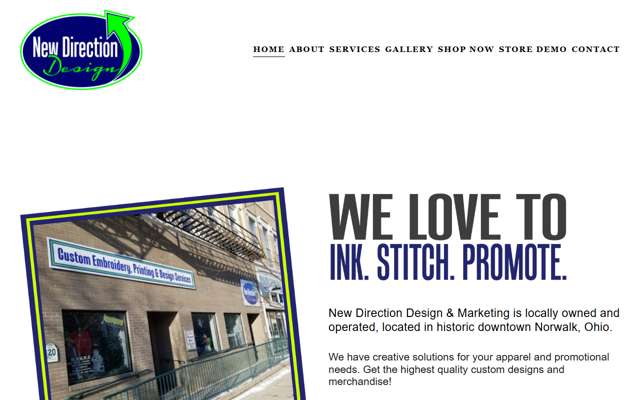 New Direction
Design
HOME ABOUT SERVICES GALLERY SHOP NOW STORE DEMO CONTACT
WE LOVE TO
INK. STITCH. PROMOTE.
Custom Embroidery, Printing & Design Services
20
New Direction Design & Marketing is locally owned and
operated, located in historic downtown Norwalk, Ohio.
We have creative solutions for your apparel and promotional
needs. Get the highest quality custom designs and
merchandise!